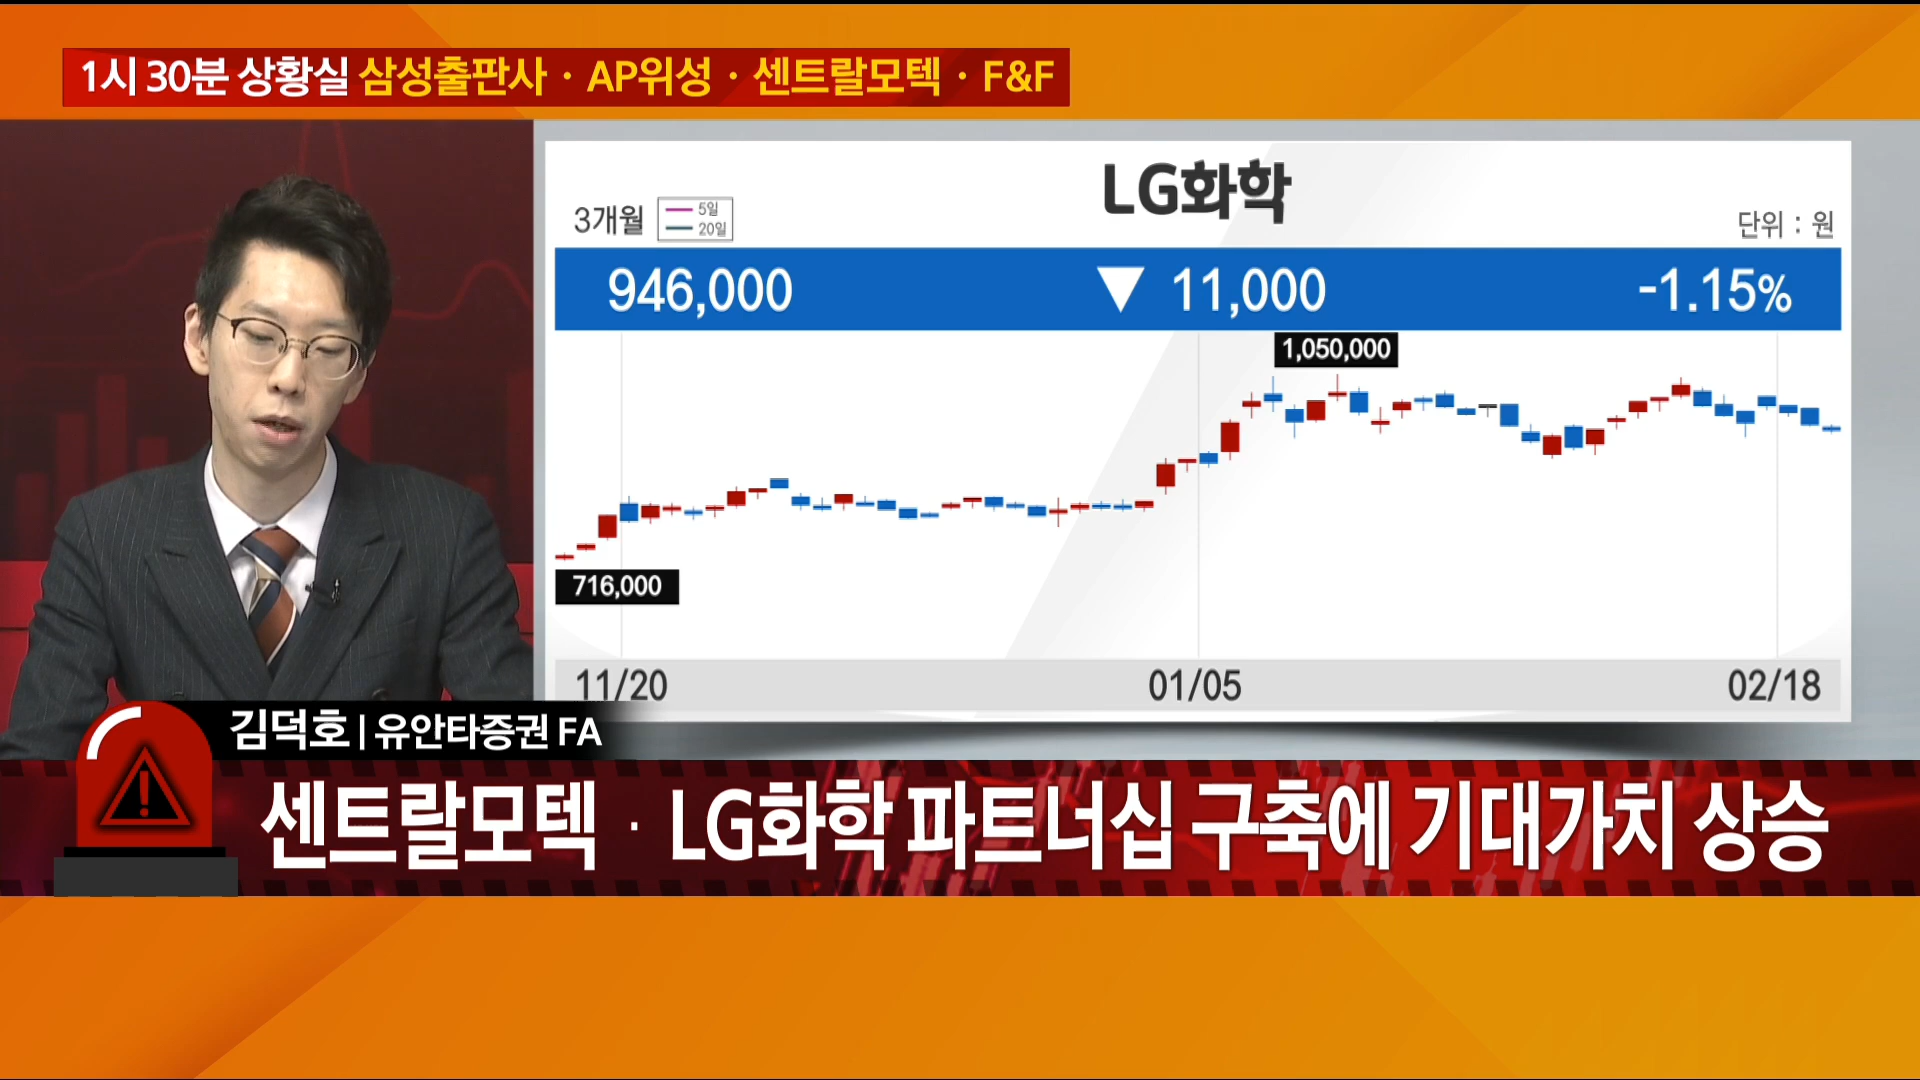 1시 30분 상황실 삼성출판사 · AP위성 · 센트랄모텍 · F&F
LG화학
3개월
5일
20일
단위 : 원
946,000 ▼ 11,000 -1.15%
1,050,000
716,000
11/20 01/05 02/18
김덕호 | 유안타증권 FA
센트랄모텍 · LG화학 파트너십 구축에 기대가치 상승